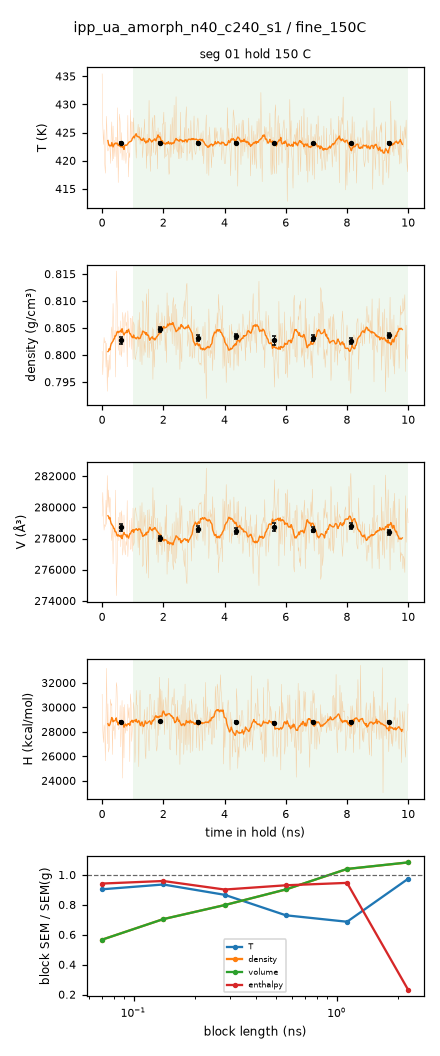 ipp_ua_amorph_n40_c240_s1 / fine_150C
seg 01 hold 150 C
T (K)
435
430
425
420
415
0 2 4 6 8 10
density (g/cm³)
0.815
0.810
0.805
0.800
0.795
0 2 4 6 8 10
V (Å³)
282000
280000
278000
276000
274000
0 2 4 6 8 10
H (kcal/mol)
32000
30000
28000
26000
24000
0 2 4 6 8 10
time in hold (ns)
block SEM / SEM(g)
1.0
0.8
0.6
0.4
0.2
T
density
volume
enthalpy
10⁻¹ 10⁰
block length (ns)